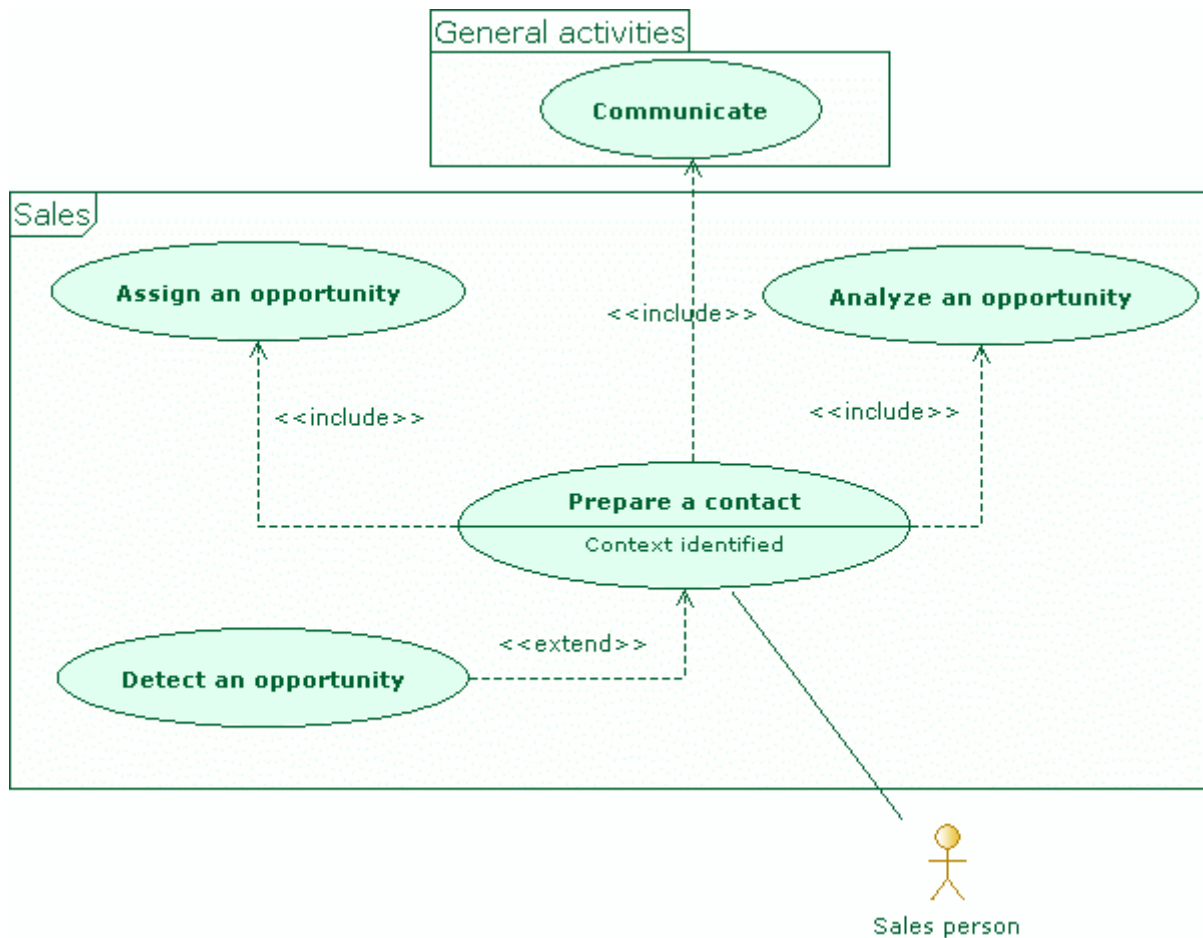 General activities
Communicate
Sales
Assign an opportunity
Analyze an opportunity
<<include>>
<<include>>
<<include>>
Prepare a contact
Context identified
<<extend>>
Detect an opportunity
Sales person